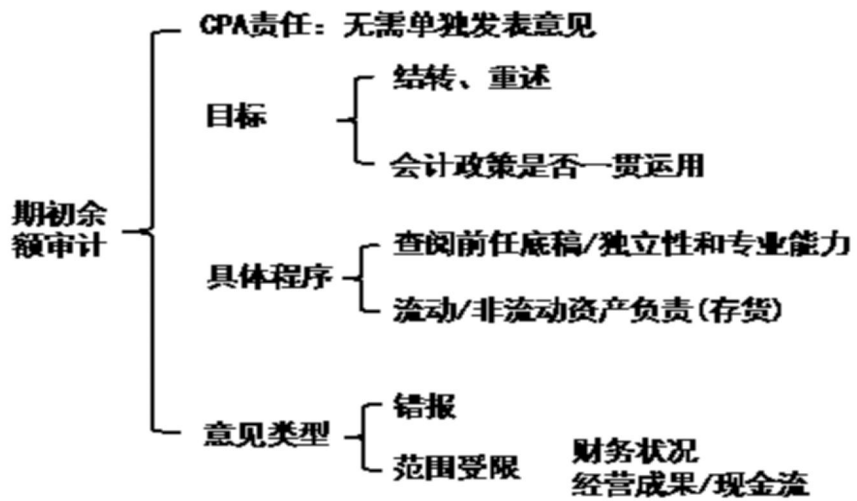 CPA责任：无需单独发表意见
结转、重述
目标
会计政策是否一贯运用
期初余
额审计
查阅前任底稿/独立性和专业能力
具体程序
流动/非流动资产负责(存货)
错报
意见类型
范围受限
财务状况
经营成果/现金流